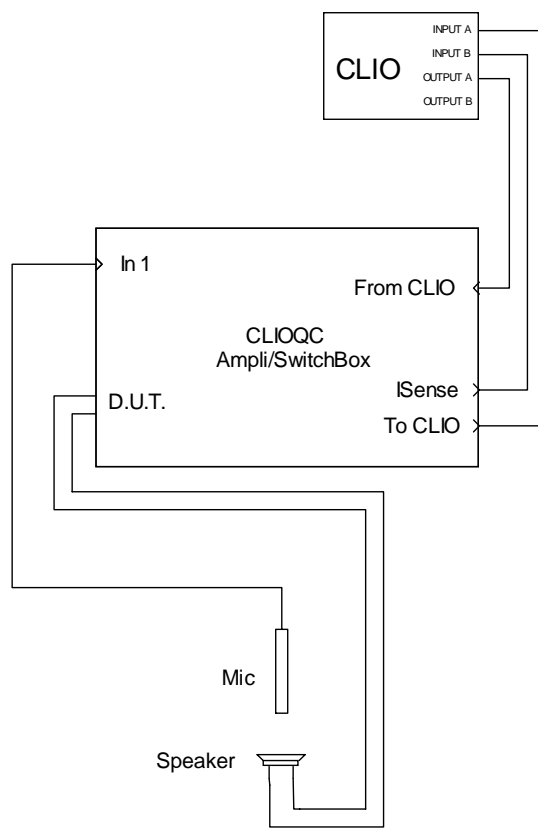 INPUT A
INPUT B
CLIO
OUTPUT A
OUTPUT B
In 1
From CLIO
CLIOQC
Ampli/SwitchBox
ISense
D.U.T.
To CLIO
Mic
Speaker